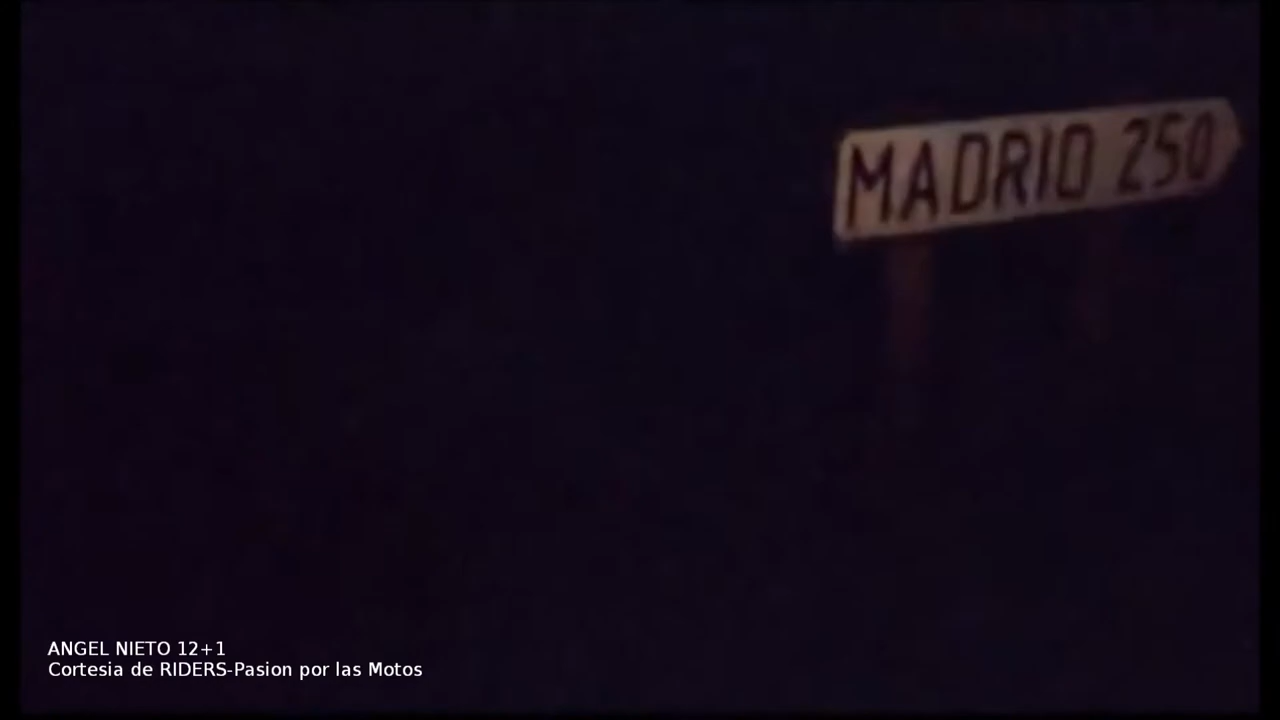 MADRID 250
ANGEL NIETO 12+1
Cortesia de RIDERS-Pasion por las Motos